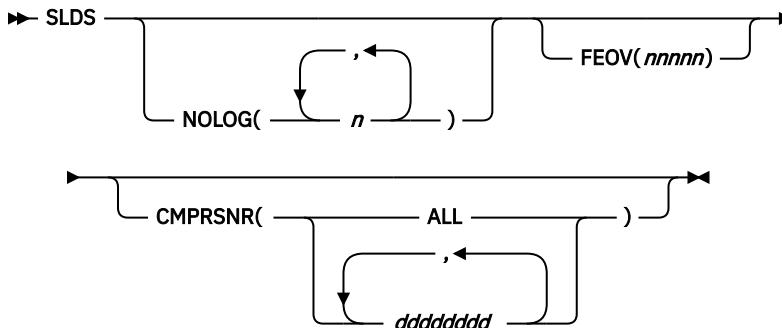 SLDS
,
NOLOG( n )
FEOV(nnnnn)
CMPRSNR( ALL )
,
dddddddd